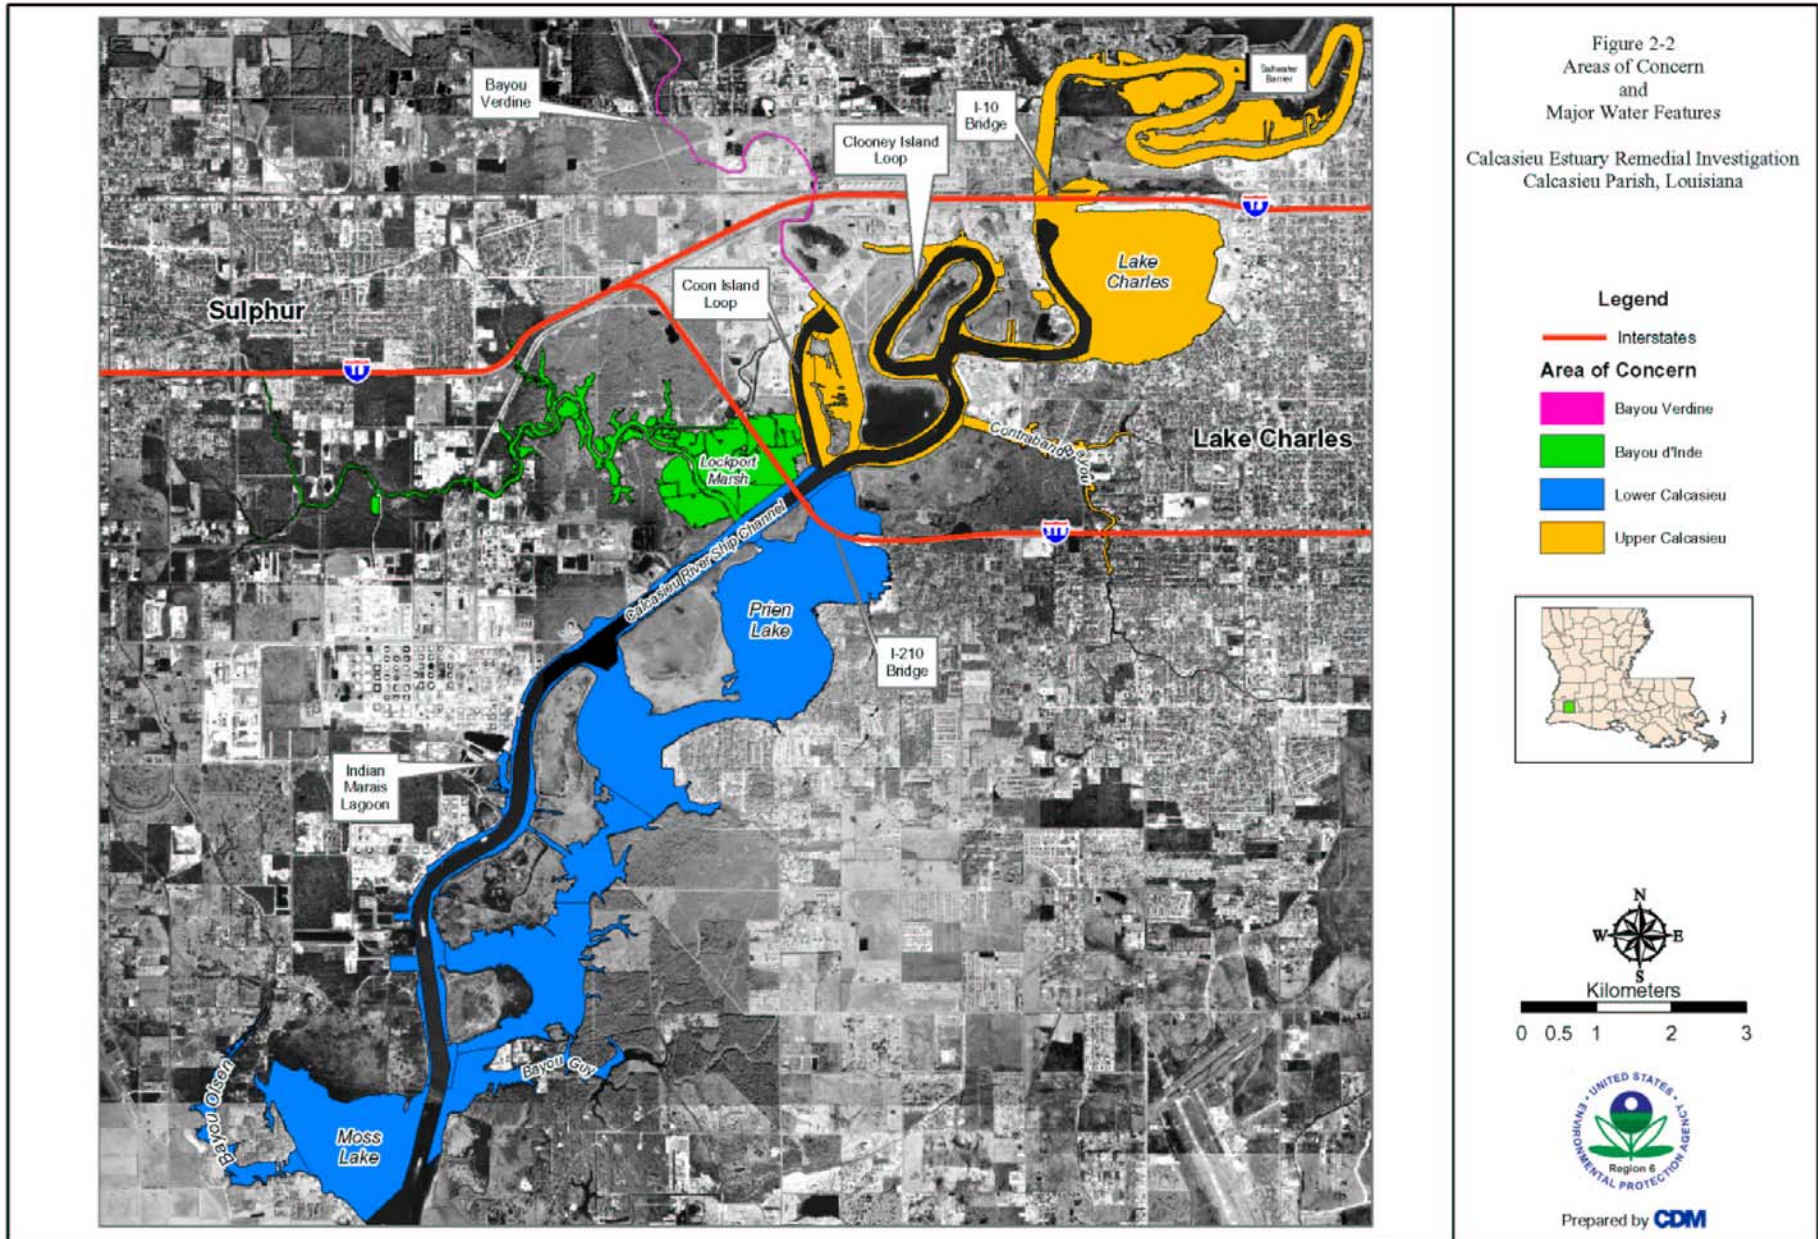 Figure 2-2
Areas of Concern
and
Major Water Features
Calcasieu Estuary Remedial Investigation
Calcasieu Parish, Louisiana
Bayou
Verdine
I-10
Bridge
Saltwater
Barrier
Clooney Island
Loop
Lake
Charles
Coon Island
Loop
Sulphur
Lake Charles
Contraband Bayou
Lockport
Marsh
Calcasieu River Ship Channel
Prien
Lake
I-210
Bridge
Indian
Marais
Lagoon
Bayou Olsen
Bayou Guy
Moss
Lake
Legend
Interstates
Area of Concern
Bayou Verdine
Bayou d'Inde
Lower Calcasieu
Upper Calcasieu
N
W E
S
Kilometers
0 0.5 1 2 3
UNITED STATES
ENVIRONMENTAL PROTECTION AGENCY
Region 6
Prepared by CDM